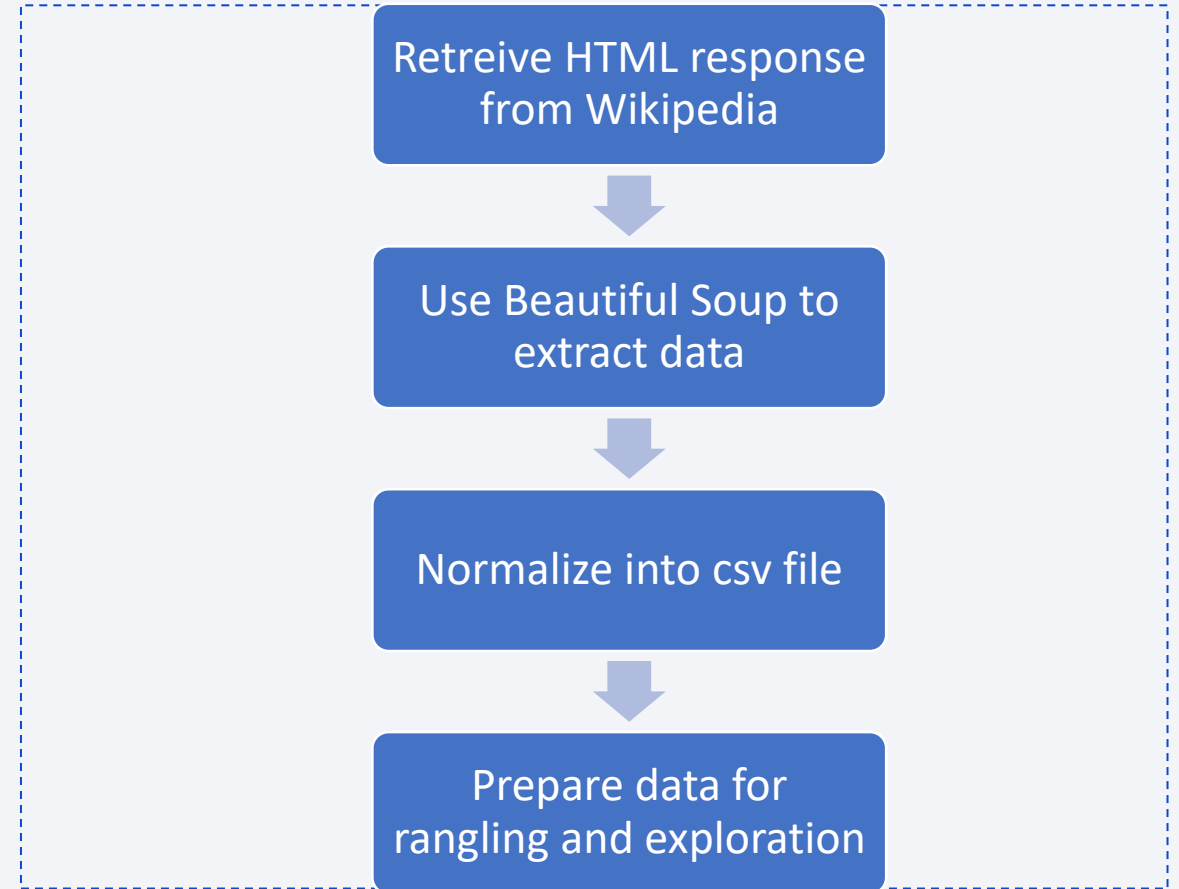 Retreive HTML response
from Wikipedia
Use Beautiful Soup to
extract data
Normalize into csv file
Prepare data for
rangling and exploration